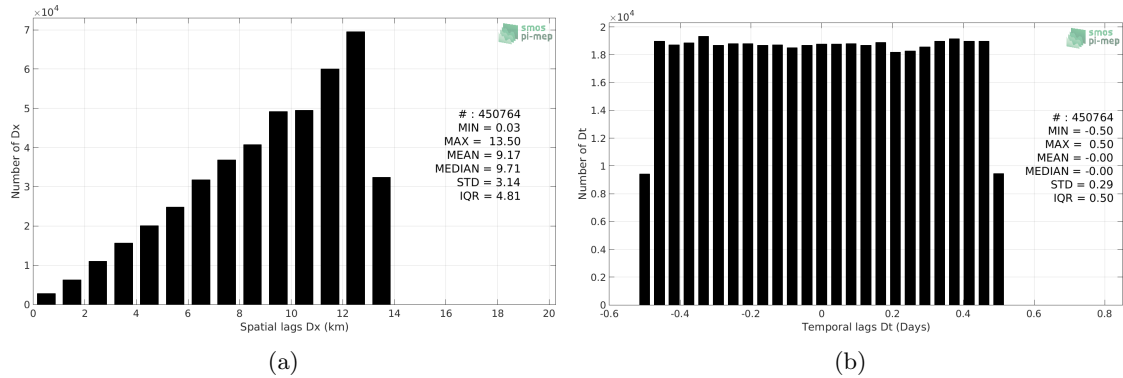 ×10⁴
7
6
5
4
3
2
1
0
Number of Dx
0 2 4 6 8 10 12 14 16 18 20
Spatial lags Dx (km)
smos
pi-mep
# : 450764
MIN = 0.03
MAX = 13.50
MEAN = 9.17
MEDIAN = 9.71
STD = 3.14
IQR = 4.81
(a)
×10⁴
2
1.8
1.6
1.4
1.2
1
0.8
0.6
0.4
0.2
0
Number of Dt
-0.6 -0.4 -0.2 0 0.2 0.4 0.6 0.8
Temporal lags Dt (Days)
smos
pi-mep
# : 450764
MIN = -0.50
MAX = 0.50
MEAN = -0.00
MEDIAN = -0.00
STD = 0.29
IQR = 0.50
(b)